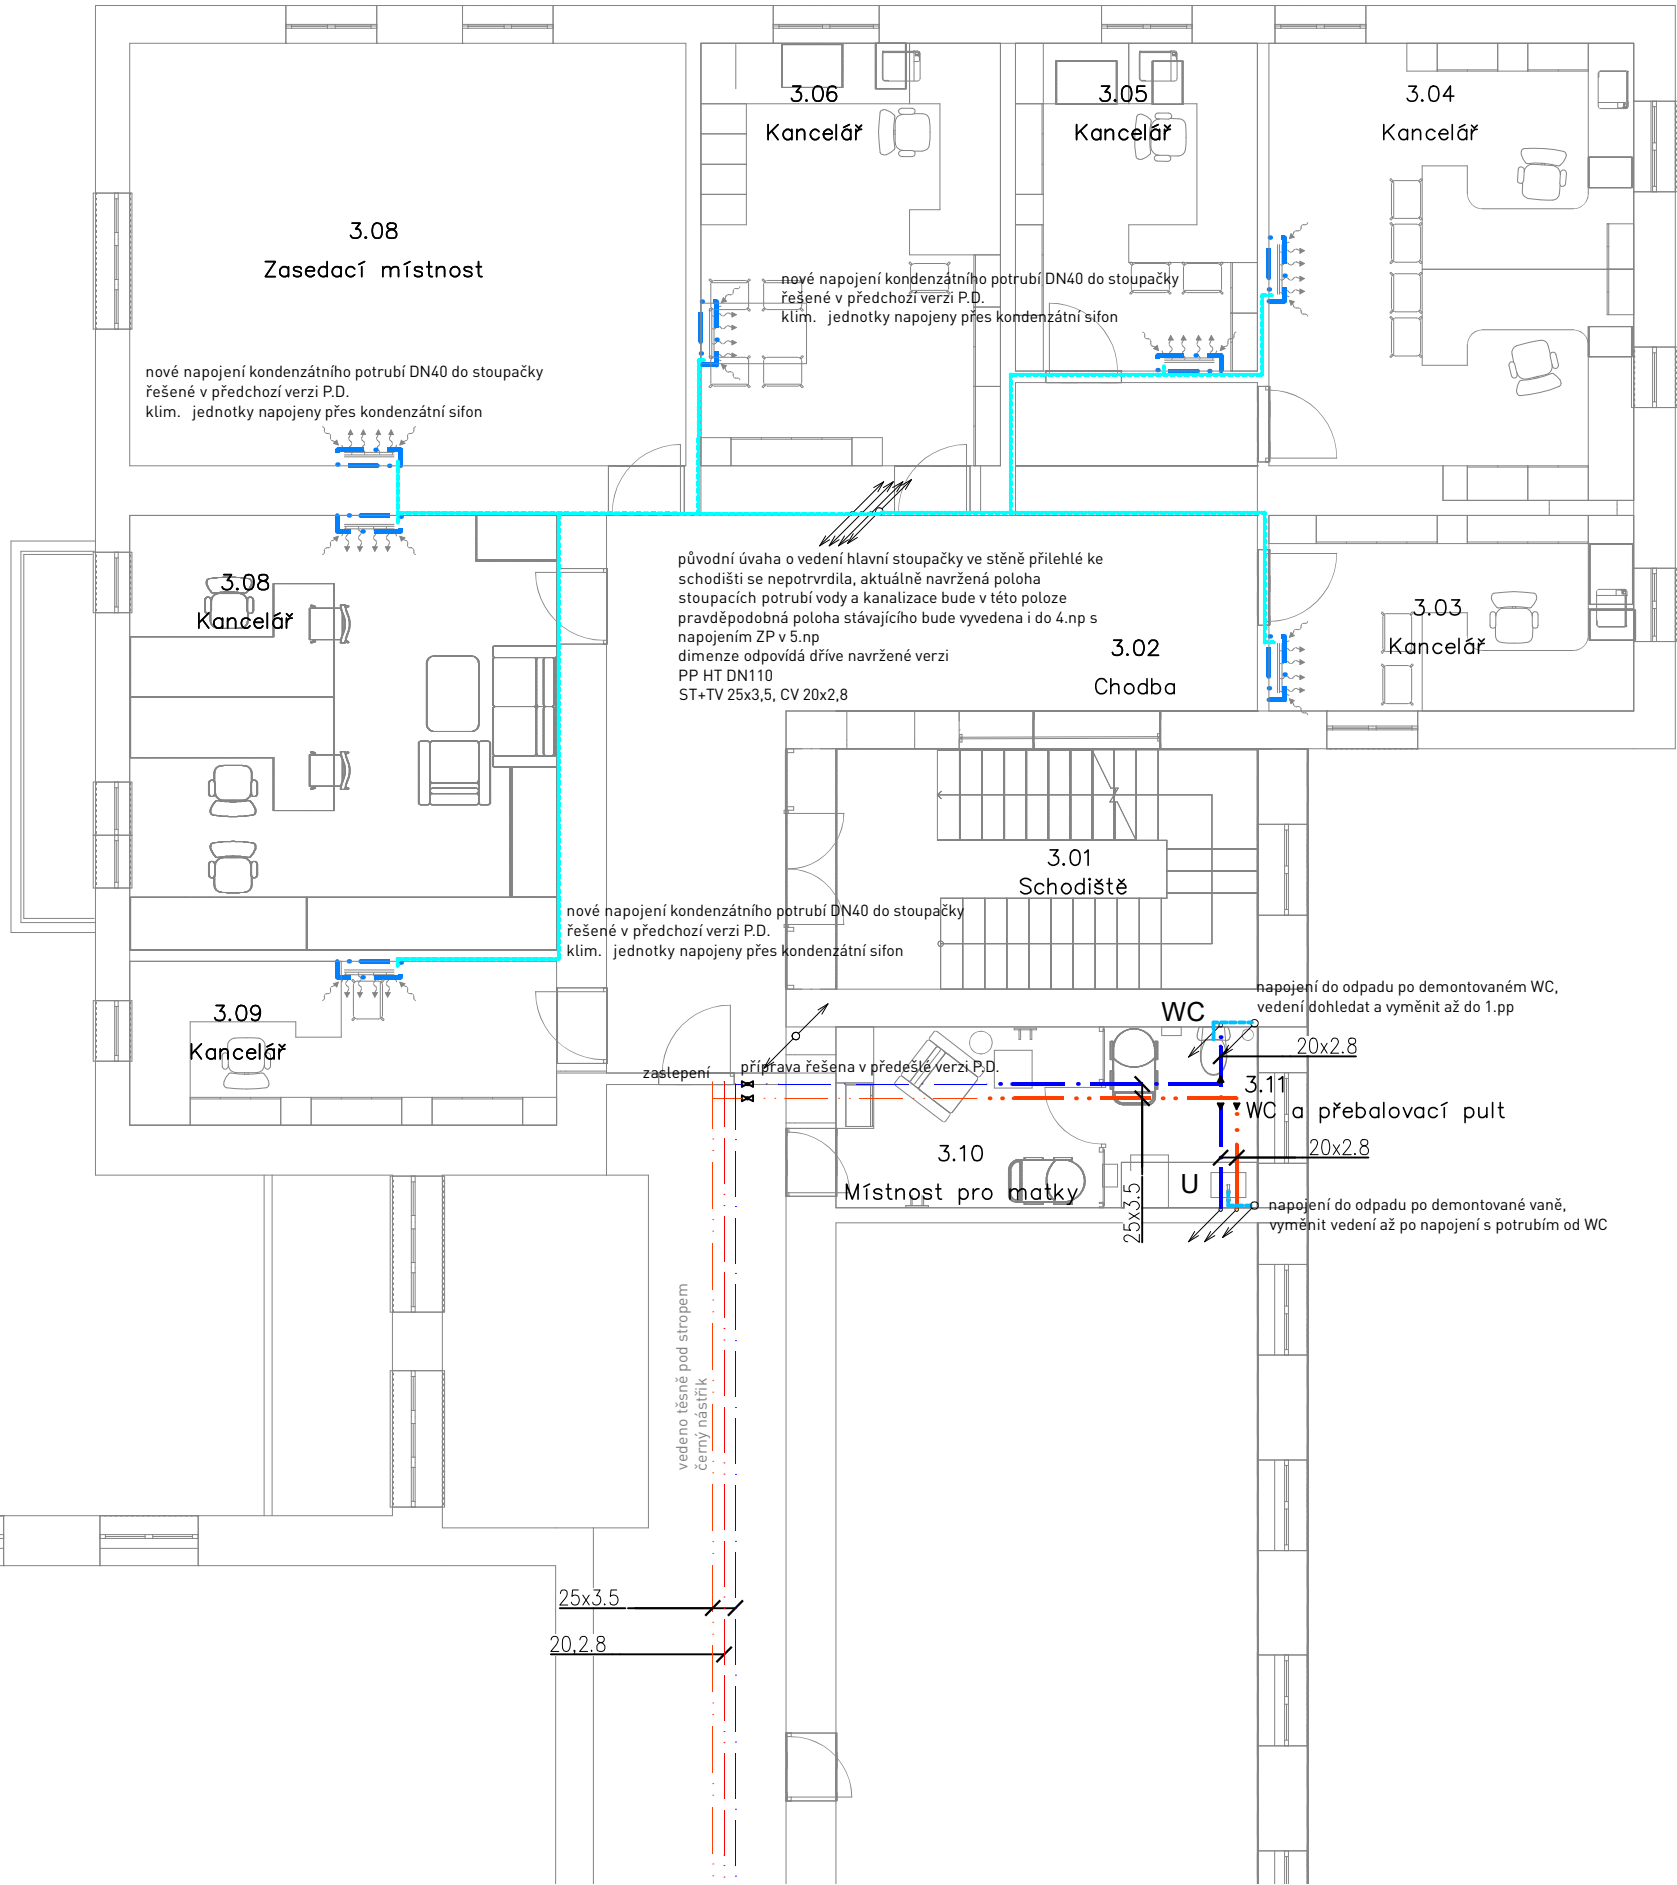 3.06
Kancelář
3.05
Kancelář
3.04
Kancelář
3.08
Zasedací místnost
nové napojení kondenzátního potrubí DN40 do stoupačky
řešené v předchozí verzi P.D.
klim. jednotky napojeny přes kondenzátní sifon
nové napojení kondenzátního potrubí DN40 do stoupačky
řešené v předchozí verzi P.D.
klim. jednotky napojeny přes kondenzátní sifon
původní úvaha o vedení hlavní stoupačky ve stěně přilehlé ke
schodišti se nepotrvrdila, aktuálně navržená poloha
stoupacích potrubí vody a kanalizace bude v této poloze
pravděpodobná poloha stávajícího bude vyvedena i do 4.np s
napojením ZP v 5.np
dimenze odpovídá dříve navržené verzi
PP HT DN110
ST+TV 25x3,5, CV 20x2,8
3.08
Kancelář
3.03
Kancelář
3.02
Chodba
3.01
Schodiště
nové napojení kondenzátního potrubí DN40 do stoupačky
řešené v předchozí verzi P.D.
klim. jednotky napojeny přes kondenzátní sifon
3.09
Kancelář
napojení do odpadu po demontovaném WC,
vedení dohledat a vyměnit až do 1.pp
WC
20x2.8
zaslepení
příprava řešena v předešlé verzi P.D.
3.11
WC a přebalovací pult
20x2.8
3.10
Místnost pro matky
25x3.5
U
napojení do odpadu po demontované vaně,
vyměnit vedení až po napojení s potrubím od WC
vedeno těsně pod stropem
černý nástřik
25x3.5
20,2.8